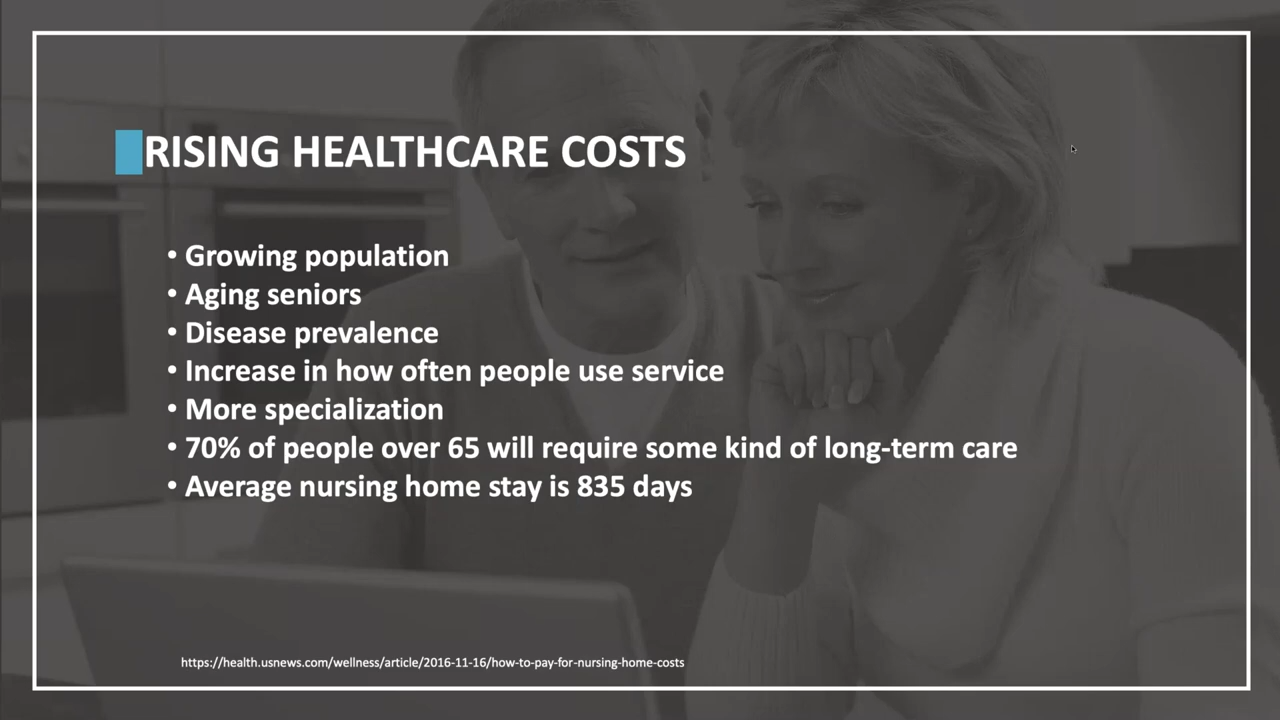 RISING HEALTHCARE COSTS
• Growing population
• Aging seniors
• Disease prevalence
• Increase in how often people use service
• More specialization
• 70% of people over 65 will require some kind of long-term care
• Average nursing home stay is 835 days
https://health.usnews.com/wellness/article/2016-11-16/how-to-pay-for-nursing-home-costs